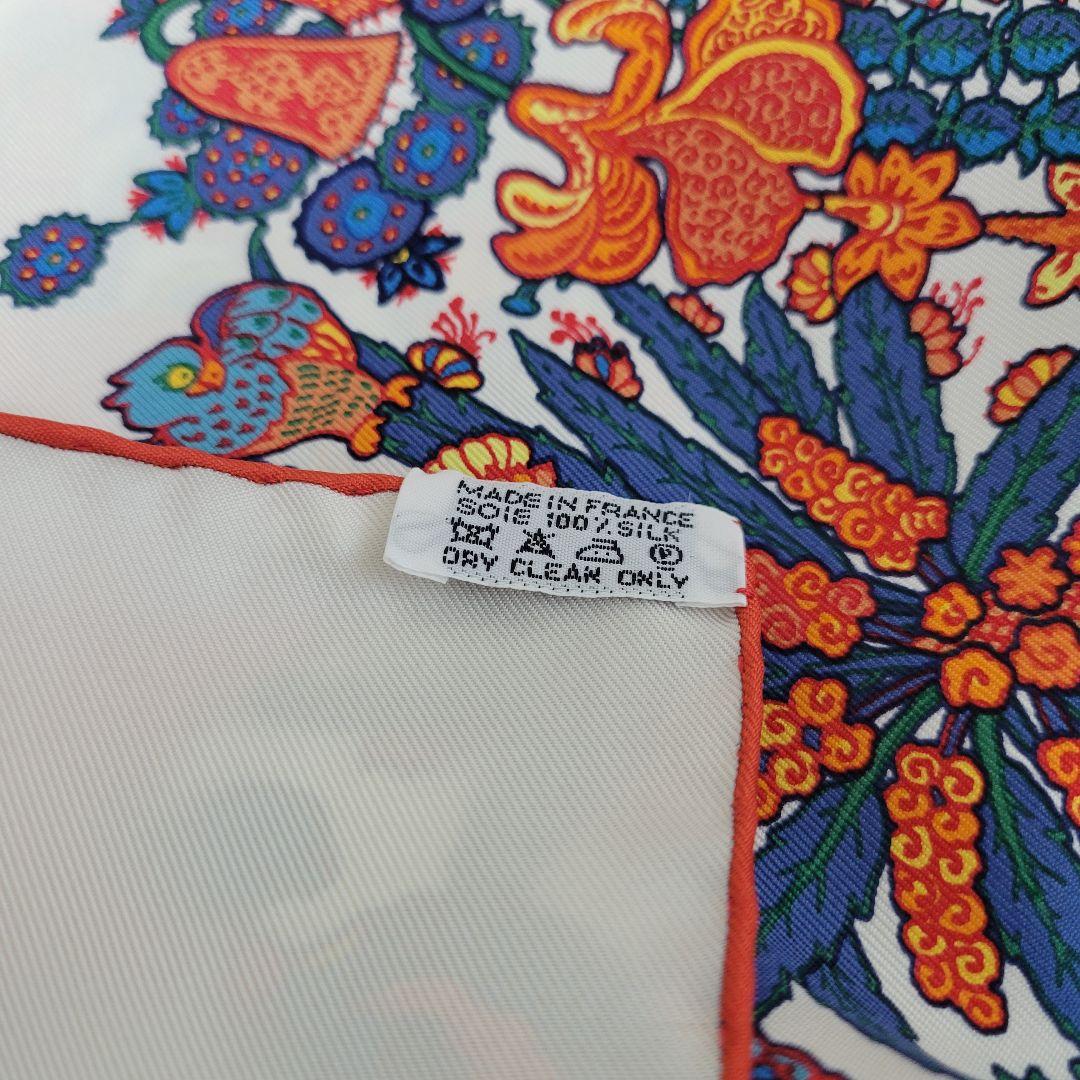 MADE IN FRANCE
SOIE 100% SILK
P
DRY CLEAN ONLY